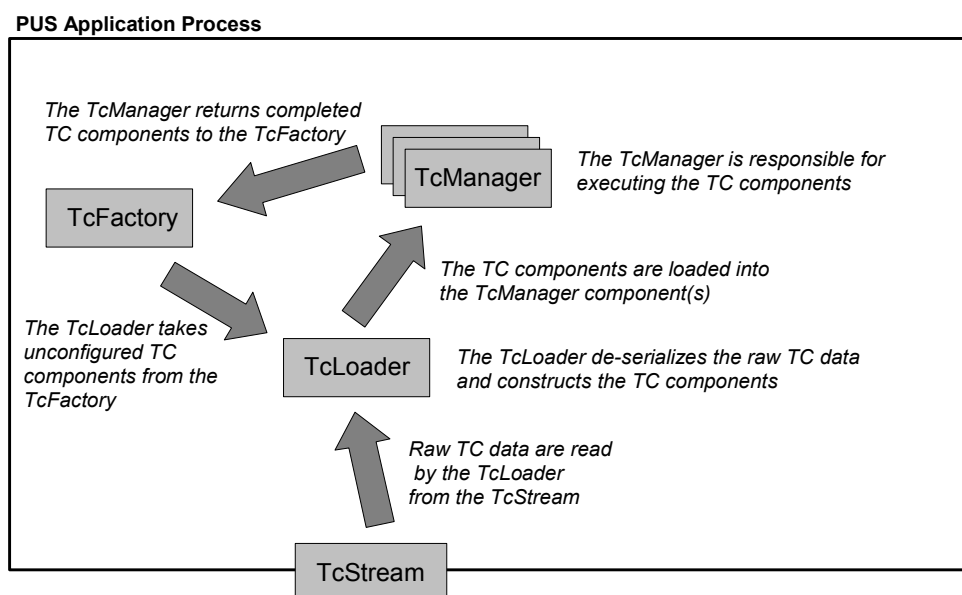 PUS Application Process
The TcManager returns completed
TC components to the TcFactory
TcManager
The TcManager is responsible for
executing the TC components
TcFactory
The TC components are loaded into
the TcManager component(s)
The TcLoader takes
unconfigured TC
components from the
TcFactory
TcLoader
The TcLoader de-serializes the raw TC data
and constructs the TC components
Raw TC data are read
by the TcLoader
from the TcStream
TcStream